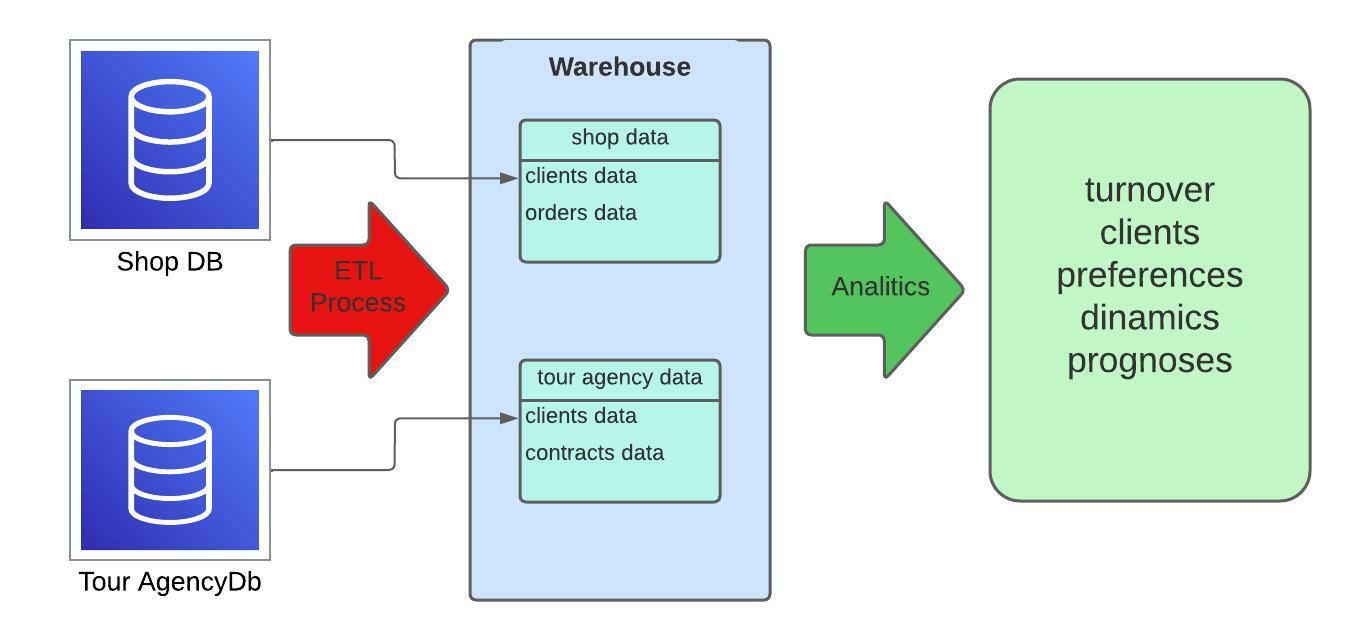 Shop DB
Tour AgencyDb
ETL
Process
Warehouse
shop data
clients data
orders data
tour agency data
clients data
contracts data
Analitics
turnover
clients
preferences
dinamics
prognoses